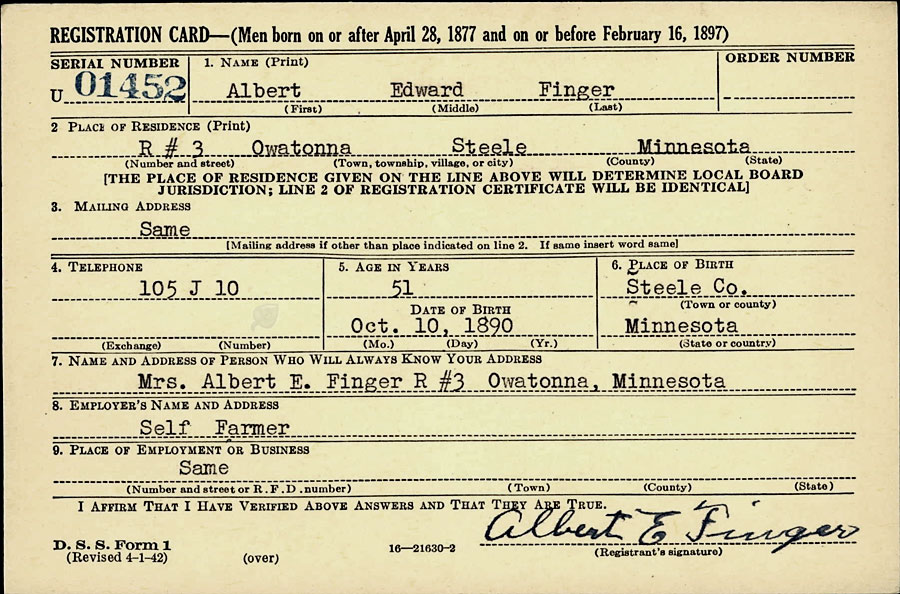 REGISTRATION CARD—(Men born on or after April 28, 1877 and on or before February 16, 1897)
SERIAL NUMBER 1. NAME (Print) ORDER NUMBER
U 01452 Albert Edward Finger
(First) (Middle) (Last)
2 PLACE OF RESIDENCE (Print)
R # 3 Owatonna Steele Minnesota
(Number and street) (Town, township, village, or city) (County) (State)
[THE PLACE OF RESIDENCE GIVEN ON THE LINE ABOVE WILL DETERMINE LOCAL BOARD
JURISDICTION; LINE 2 OF REGISTRATION CERTIFICATE WILL BE IDENTICAL]
3. MAILING ADDRESS
Same
[Mailing address if other than place indicated on line 2. If same insert word same]
4. TELEPHONE 5. AGE IN YEARS 6. PLACE OF BIRTH
105 J 10 51 Steele Co.
DATE OF BIRTH (Town or county)
Oct. 10, 1890 Minnesota
(Exchange) (Number) (Mo.) (Day) (Yr.) (State or country)
7. NAME AND ADDRESS OF PERSON WHO WILL ALWAYS KNOW YOUR ADDRESS
Mrs. Albert E. Finger R #3 Owatonna, Minnesota
8. EMPLOYER'S NAME AND ADDRESS
Self Farmer
9. PLACE OF EMPLOYMENT OR BUSINESS
Same
(Number and street or R. F. D. number) (Town) (County) (State)
I AFFIRM THAT I HAVE VERIFIED ABOVE ANSWERS AND THAT THEY ARE TRUE.
Albert E Finger
D. S. S. Form 1 16—21630-2 (Registrant's signature)
(Revised 4-1-42) (over)